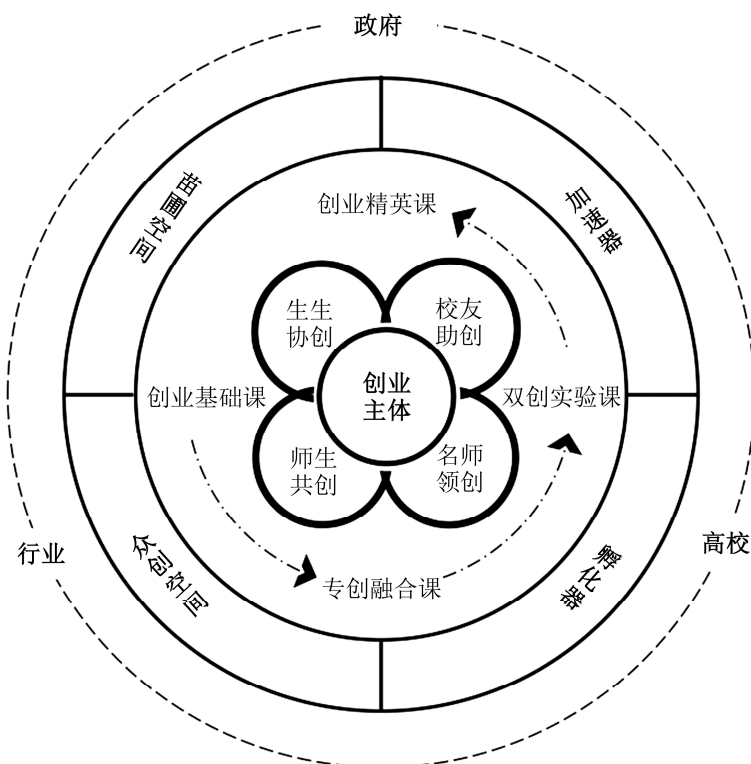 政府
苗圃空间
加速器
创业精英课
生生
协创
校友
助创
创业基础课
创业
主体
双创实验课
师生
共创
名师
领创
行业
众创空间
专创融合课
孵化器
高校